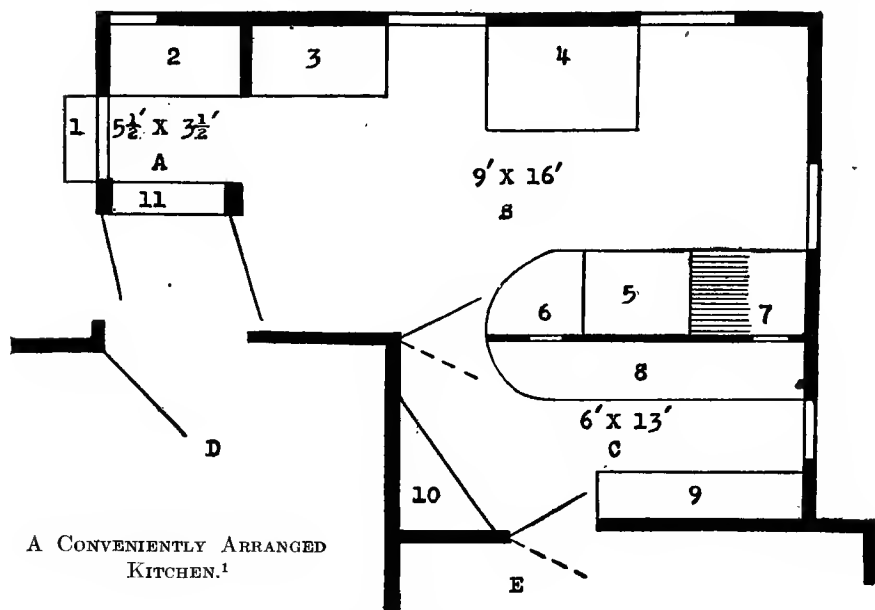 2
3
4
1
5½′ X 3½′
A
11
9′ X 16′
B
6
5
7
8
D
6′ X 13′
C
10
9
A CONVENIENTLY ARRANGED
KITCHEN.¹
E